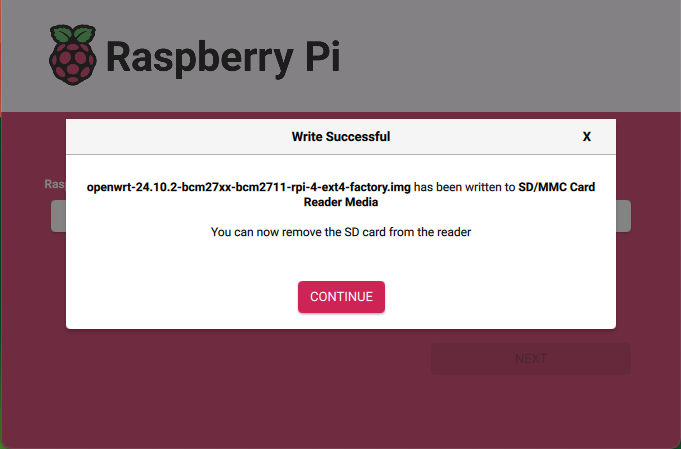 Raspberry Pi
Write Successful X
Rasp
openwrt-24.10.2-bcm27xx-bcm2711-rpi-4-ext4-factory.img has been written to SD/MMC Card
Reader Media
You can now remove the SD card from the reader
CONTINUE
NEXT